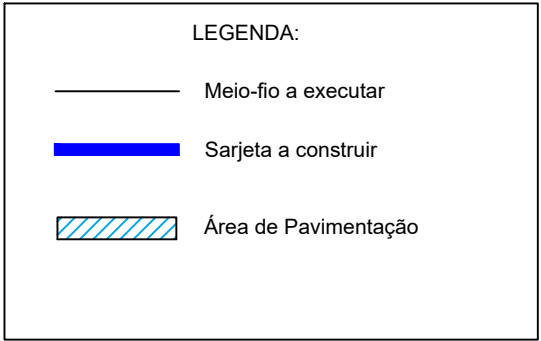 LEGENDA:
Meio-fio a executar
Sarjeta a construir
Área de Pavimentação